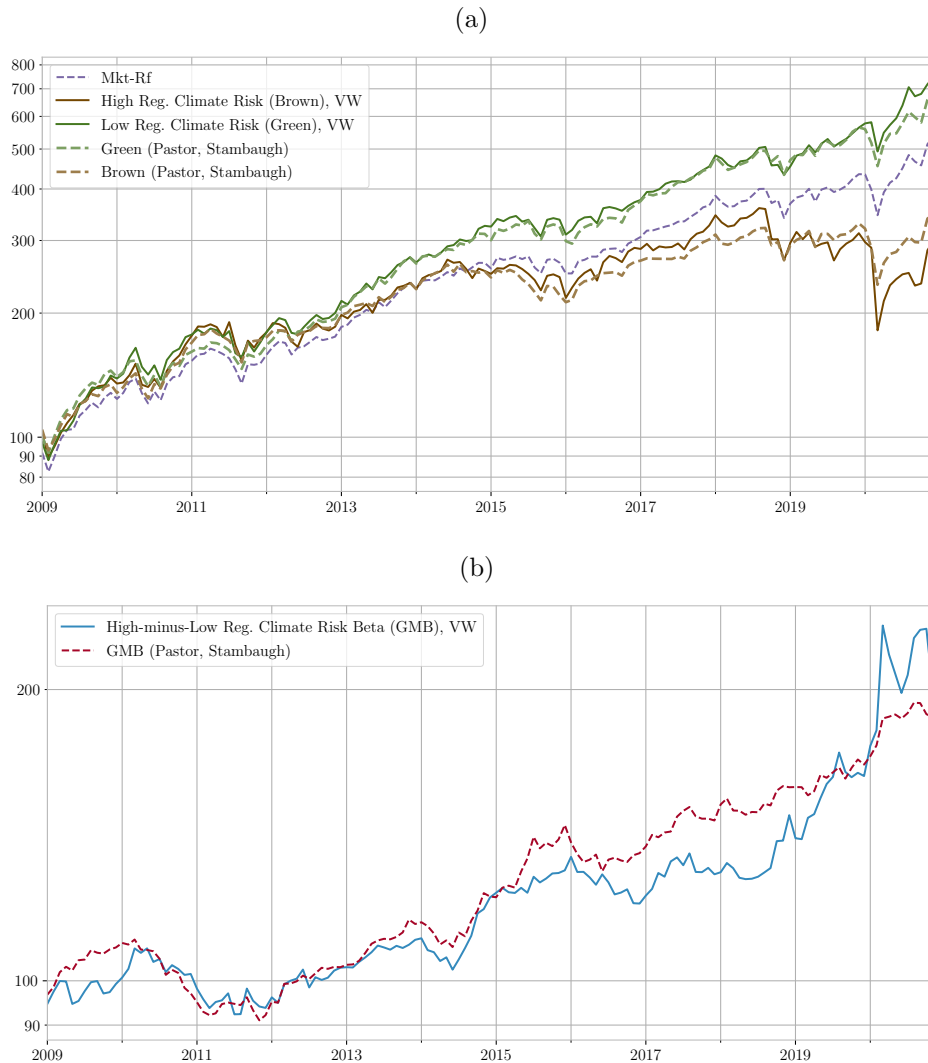 (a)
800
700
600
500
400
300
200
100
90
80
Mkt-Rf
High Reg. Climate Risk (Brown), VW
Low Reg. Climate Risk (Green), VW
Green (Pastor, Stambaugh)
Brown (Pastor, Stambaugh)
2009 2011 2013 2015 2017 2019
(b)
High-minus-Low Reg. Climate Risk Beta (GMB), VW
GMB (Pastor, Stambaugh)
200
100
90
2009 2011 2013 2015 2017 2019